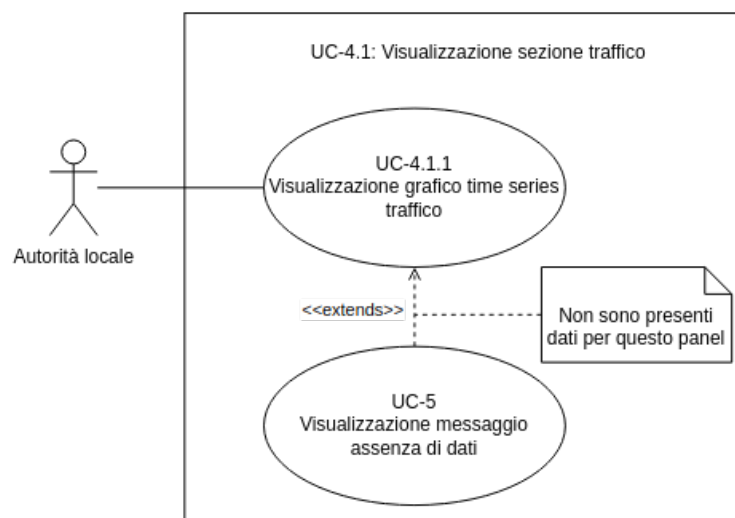 UC-4.1: Visualizzazione sezione traffico
UC-4.1.1
Visualizzazione grafico time series
traffico
Autorità locale
<<extends>>
Non sono presenti
dati per questo panel
UC-5
Visualizzazione messaggio
assenza di dati